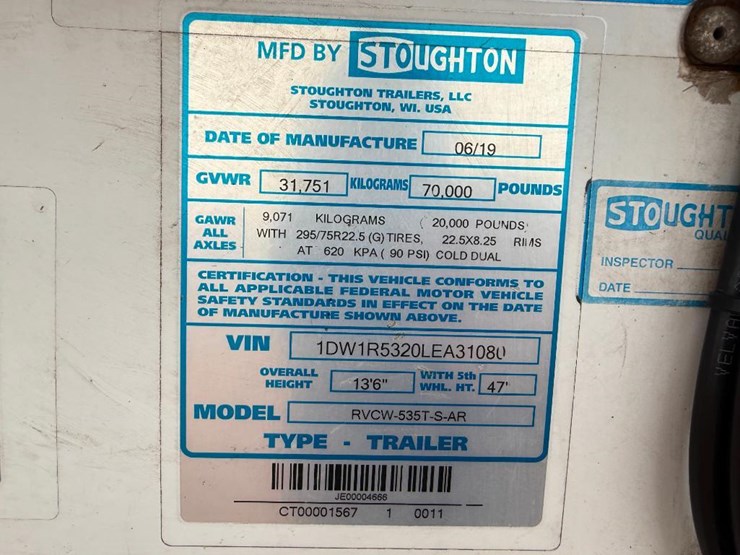 MFD BY STOUGHTON
STOUGHTON TRAILERS, LLC
STOUGHTON, WI. USA
DATE OF MANUFACTURE 06/19
GVWR 31,751 KILOGRAMS 70,000 POUNDS
GAWR ALL AXLES
9,071 KILOGRAMS ( 20,000 POUNDS)
WITH 295/75R22.5 (G) TIRES, 22.5X8.25 RIMS
AT 620 KPA ( 90 PSI) COLD DUAL
CERTIFICATION - THIS VEHICLE CONFORMS TO
ALL APPLICABLE FEDERAL MOTOR VEHICLE
SAFETY STANDARDS IN EFFECT ON THE DATE
OF MANUFACTURE SHOWN ABOVE.
VIN 1DW1R5320LEA31080
OVERALL HEIGHT 13'6" WITH 5th WHL. HT. 47"
MODEL RVCW-535T-S-AR
TYPE - TRAILER
JE00004666
CT00001567 1 0011
STOUGHT
QUAL
INSPECTOR
DATE
VELVA